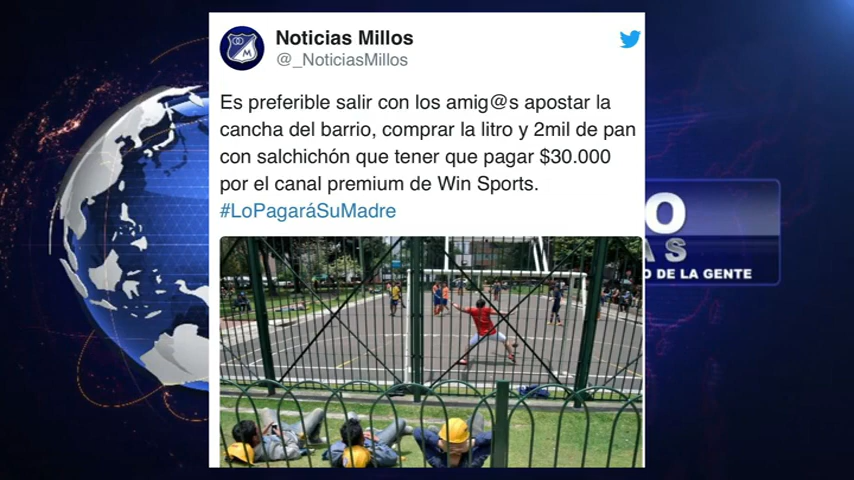 Noticias Millos
@_NoticiasMillos
Es preferible salir con los amig@s apostar la
cancha del barrio, comprar la litro y 2mil de pan
con salchichón que tener que pagar $30.000
por el canal premium de Win Sports.
#LoPagaráSuMadre
O
AS
O DE LA GENTE